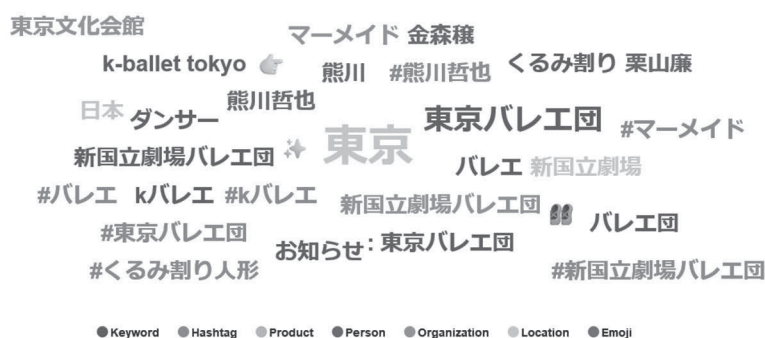 東京文化会館
マーメイド 金森穣
k-ballet tokyo 👉 熊川 #熊川哲也 くるみ割り 栗山廉
日本 ダンサー 熊川哲也 東京バレエ団 #マーメイド
新国立劇場バレエ団 ✨ 東京 バレエ 新国立劇場
#バレエ kバレエ #kバレエ 新国立劇場バレエ団 🩰 バレエ団
#東京バレエ団 お知らせ : 東京バレエ団
#くるみ割り人形 #新国立劇場バレエ団
Keyword Hashtag Product Person Organization Location Emoji